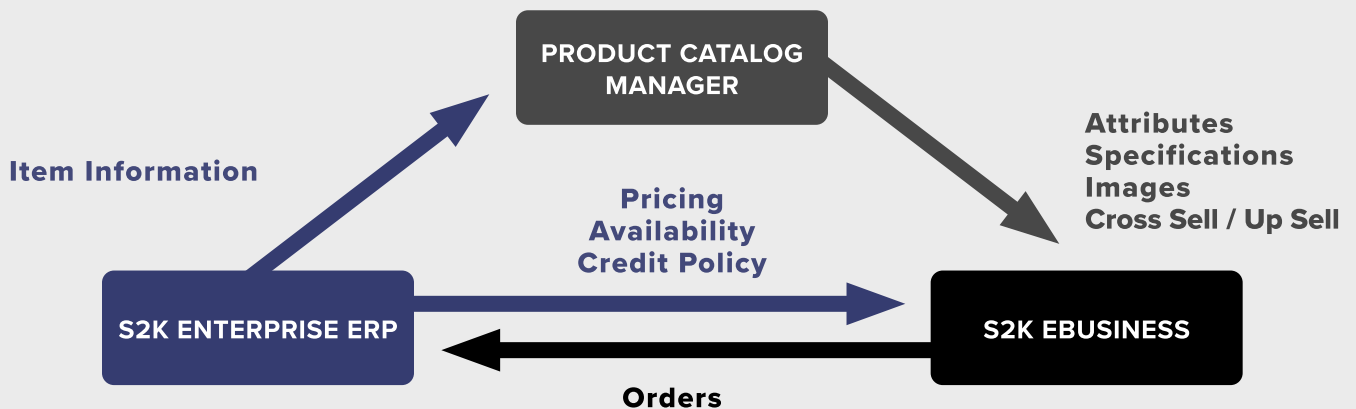 PRODUCT CATALOG
MANAGER
Attributes
Specifications
Images
Cross Sell / Up Sell
Item Information
Pricing
Availability
Credit Policy
S2K ENTERPRISE ERP
S2K EBUSINESS
Orders